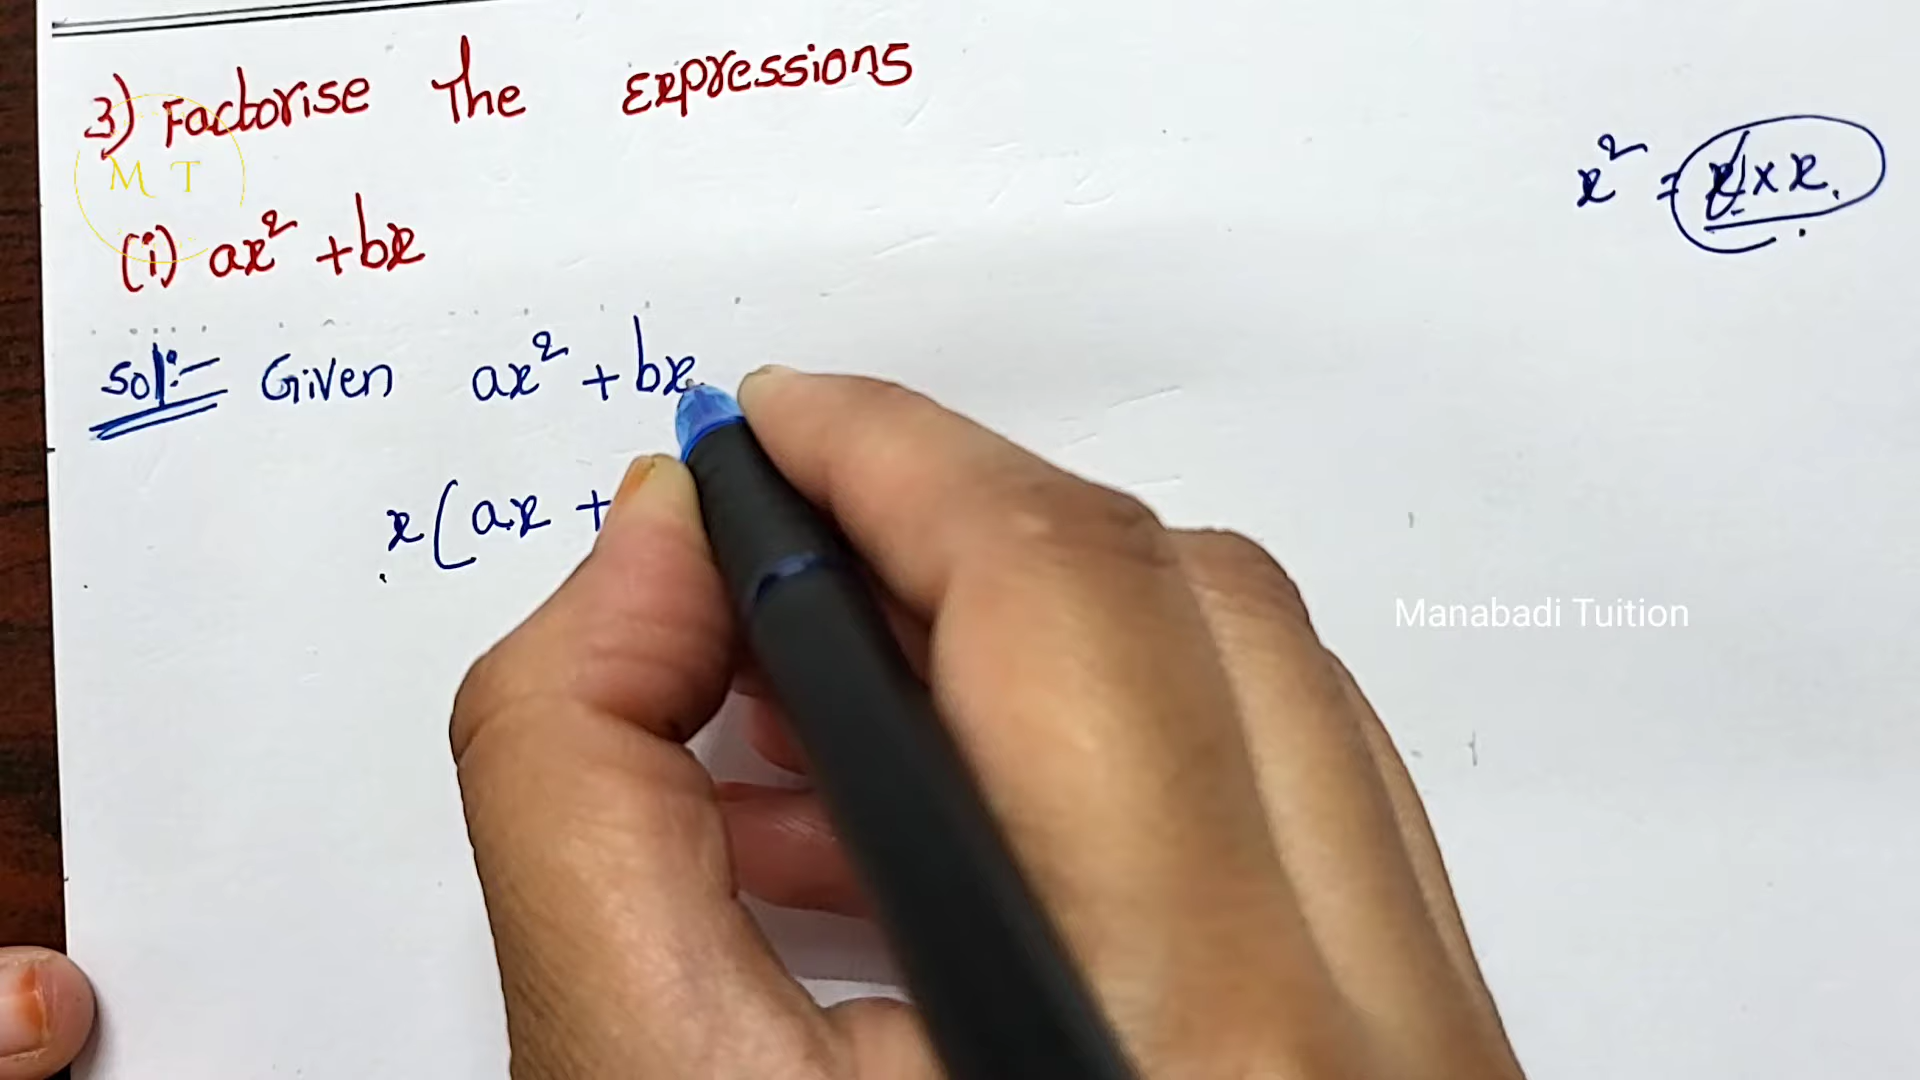 3) Factorise The Expressions
M T
(i) ax² + bx
x² = x × x.
Sol:- Given ax² + bx
x(ax +
Manabadi Tuition